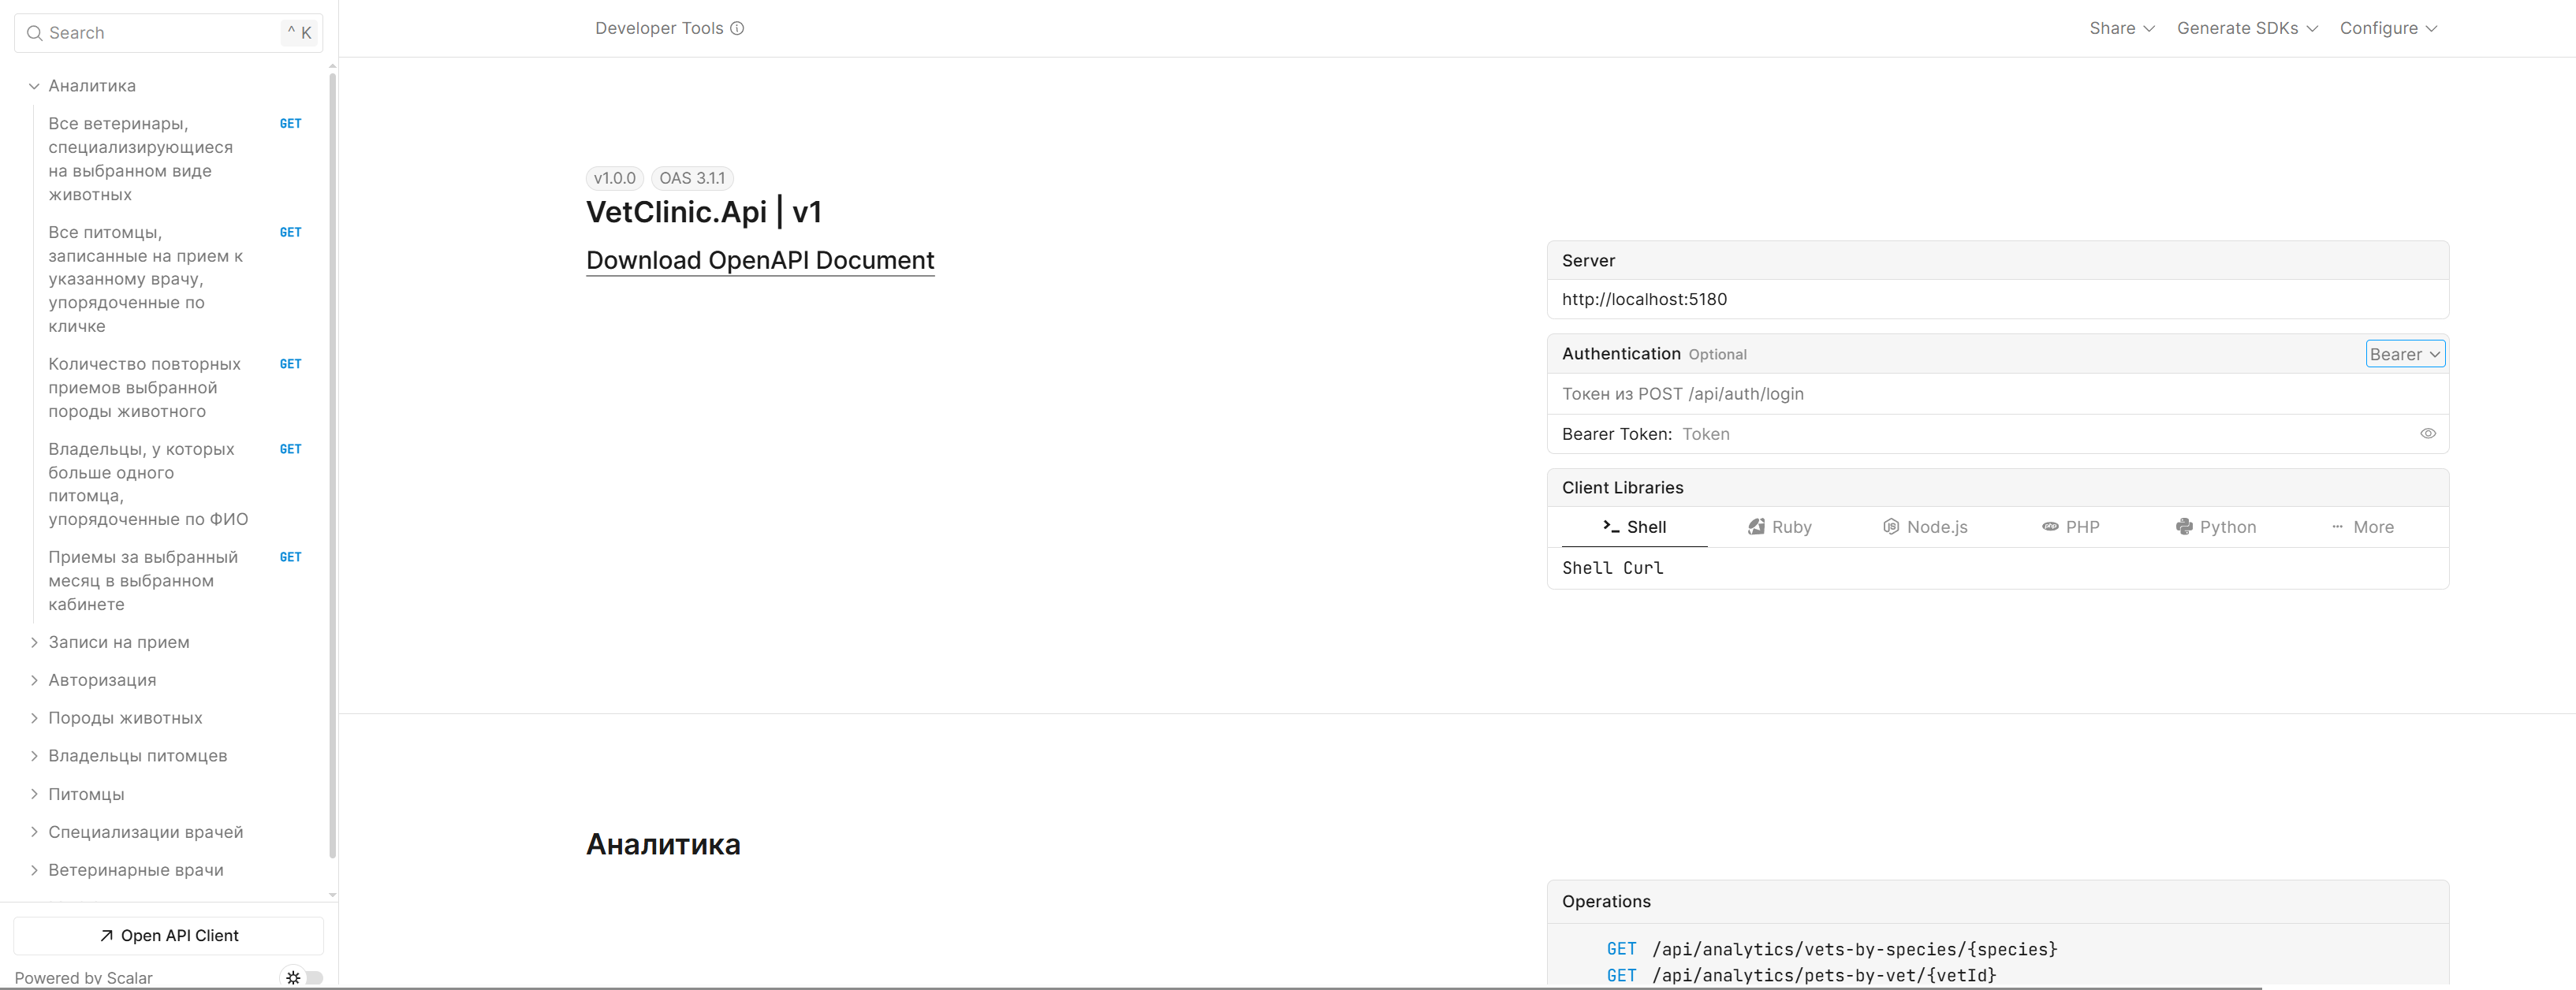 Search
^ K
Аналитика
Все ветеринары, GET
специализирующиеся
на выбранном виде
животных
Все питомцы, GET
записанные на прием к
указанному врачу,
упорядоченные по
кличке
Количество повторных GET
приемов выбранной
породы животного
Владельцы, у которых GET
больше одного
питомца,
упорядоченные по ФИО
Приемы за выбранный GET
месяц в выбранном
кабинете
Записи на прием
Авторизация
Породы животных
Владельцы питомцев
Питомцы
Специализации врачей
Ветеринарные врачи
Open API Client
Powered by Scalar
Developer Tools
Share Generate SDKs Configure
v1.0.0 OAS 3.1.1
VetClinic.Api | v1
Download OpenAPI Document
Server
http://localhost:5180
Authentication Optional Bearer
Токен из POST /api/auth/login
Bearer Token: Token
Client Libraries
Shell Ruby Node.js PHP Python More
Shell Curl
Аналитика
Operations
GET /api/analytics/vets-by-species/{species}
GET /api/analytics/pets-by-vet/{vetId}